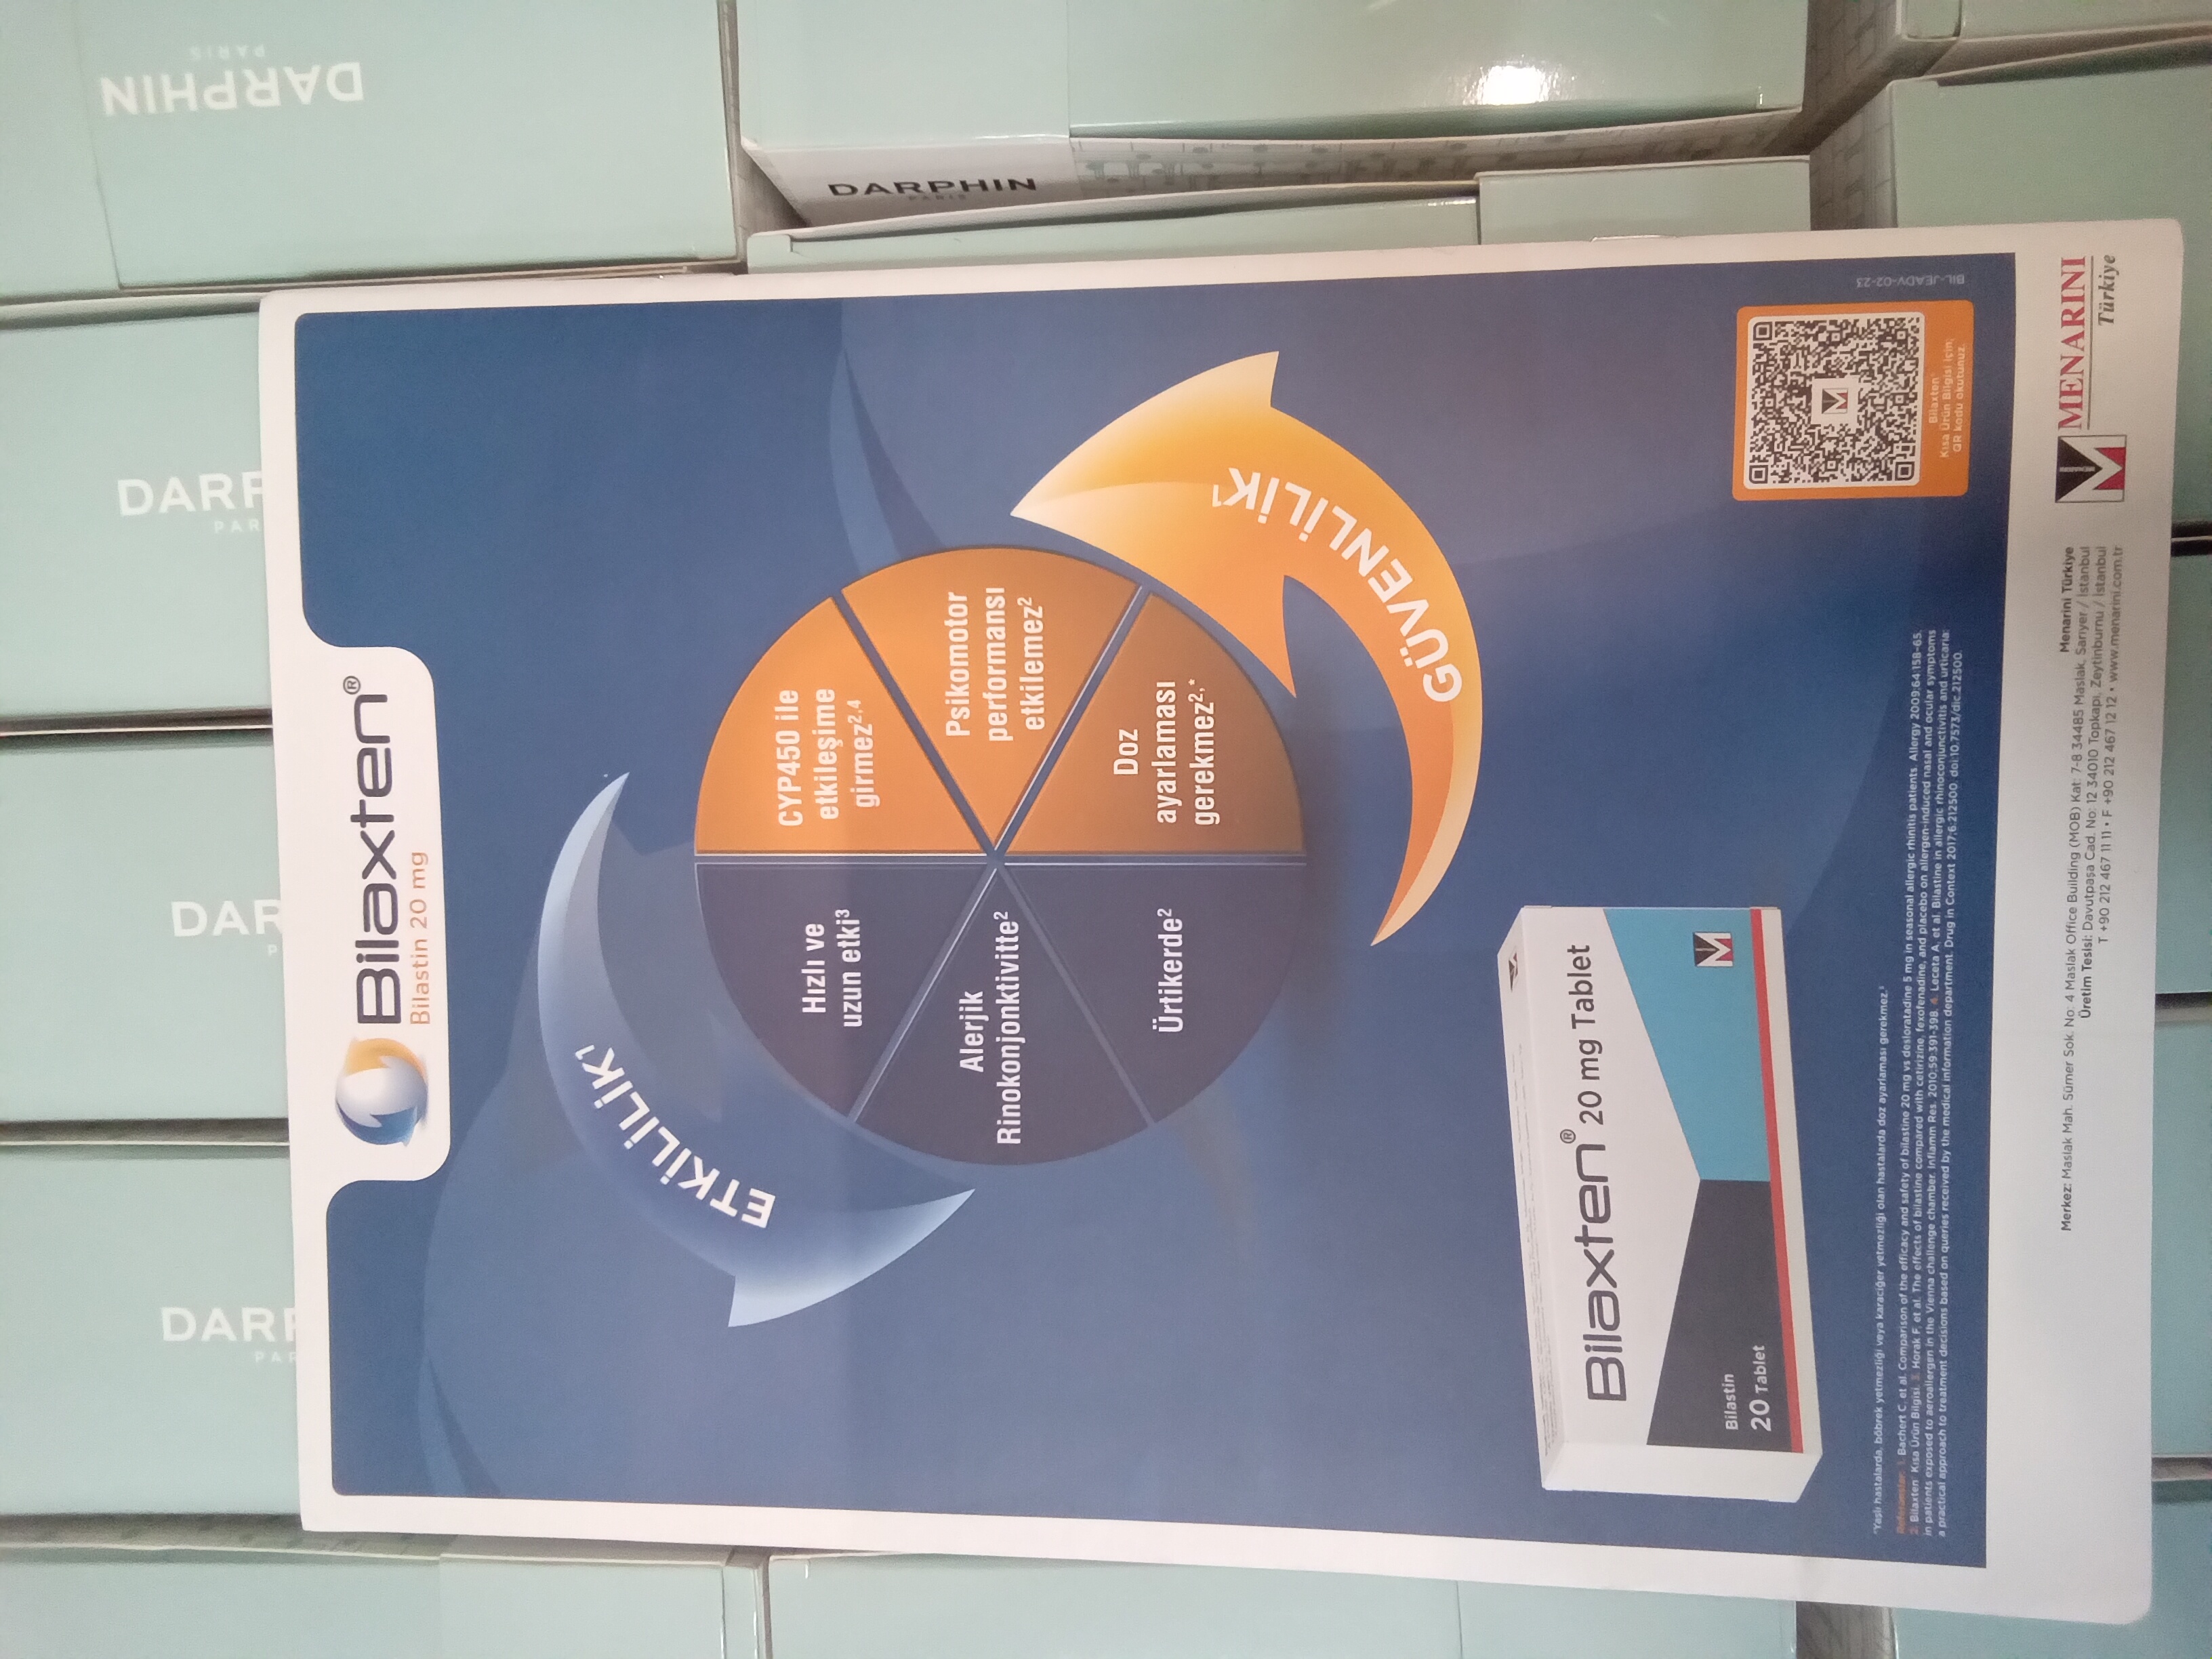 DARPHIN
PARIS
DARPHIN
PARIS
Bilaxten®
Bilastin 20 mg
ETKİLİLİK¹
Hızlı ve
uzun etki³
CYP450 ile
etkileşime
girmez²,⁴
Alerjik
Rinokonjonktivitte²
Psikomotor
performansı
etkilemez²
Ürtikerde²
Doz
ayarlaması
gerekmez²,*
GÜVENLİLİK¹
Bilaxten® 20 mg Tablet
Bilastin
20 Tablet
*Yaşlı hastalarda, böbrek yetmezliği veya karaciğer yetmezliği olan hastalarda doz ayarlaması gerekmez.
Referanslar: 1. Bachert C, et al. Comparison of the efficacy and safety of bilastine 20 mg vs desloratadine 5 mg in seasonal allergic rhinitis patients. Allergy 2009;64:158-65.
2. Bilaxten Kısa Ürün Bilgisi. 3. Horak F, et al. The effects of bilastine compared with cetirizine, fexofenadine, and placebo on allergen-induced nasal and ocular symptoms
in patients exposed to aeroallergen in the Vienna challenge chamber. Inflamm Res. 2010;59:391-398. 4. Leceta A, et al. Bilastine in allergic rhinoconjunctivitis and urticaria:
a practical approach to treatment decisions based on queries received by the medical information department. Drug in Context 2017;6:212500. doi:10.7573/dic.212500.
Bilaxten
Kısa Ürün Bilgisi için,
QR kodu okutunuz.
BIL-JEADV-02-23
Menarini Türkiye
Merkez: Maslak Mah. Sümer Sok. No: 4 Maslak Office Building (MOB) Kat: 7-8 34485 Maslak, Sarıyer / İstanbul
Üretim Tesisi: Davutpaşa Cad. No: 12 34010 Topkapı, Zeytinburnu / İstanbul
T +90 212 467 11 11 • F +90 212 467 12 12 • www.menarini.com.tr
MENARINI
Türkiye